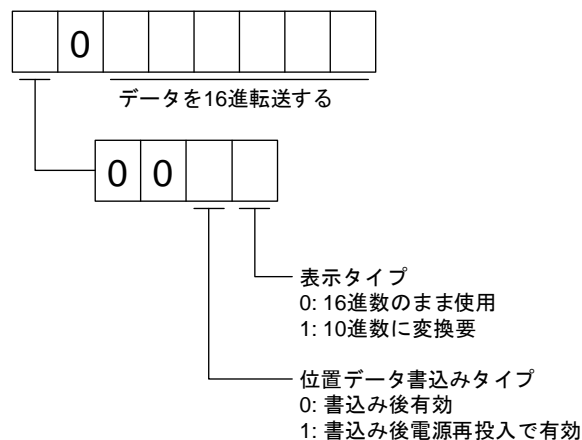 0
データを16進転送する
0 0
表示タイプ
0: 16進数のまま使用
1: 10進数に変換要
位置データ書込みタイプ
0: 書込み後有効
1: 書込み後電源再投入で有効